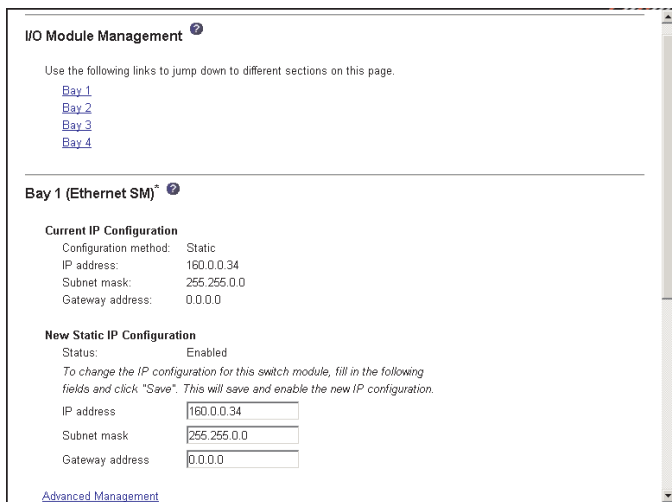 I/O Module Management ?
Use the following links to jump down to different sections on this page.
Bay 1
Bay 2
Bay 3
Bay 4
Bay 1 (Ethernet SM)* ?
Current IP Configuration
Configuration method: Static
IP address: 160.0.0.34
Subnet mask: 255.255.0.0
Gateway address: 0.0.0.0
New Static IP Configuration
Status: Enabled
To change the IP configuration for this switch module, fill in the following
fields and click "Save". This will save and enable the new IP configuration.
IP address 160.0.0.34
Subnet mask 255.255.0.0
Gateway address 0.0.0.0
Advanced Management